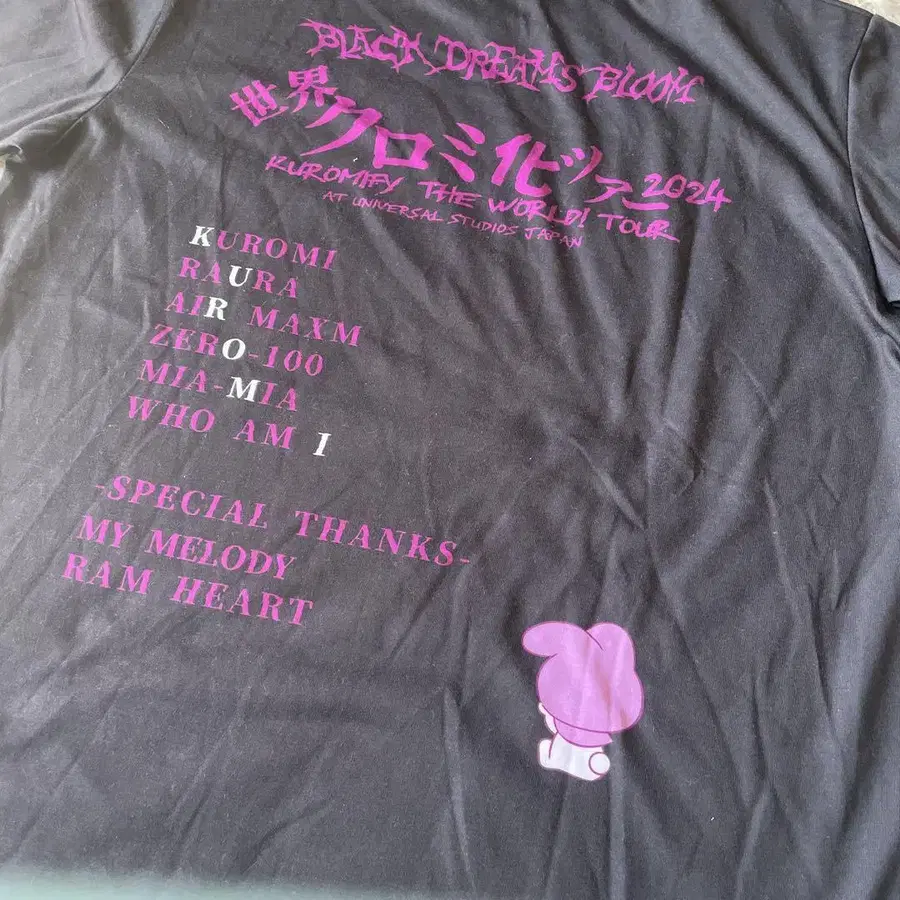 BLACK DREAMS BLOOM
世界クロミ化ツアー2024
KUROMIFY THE WORLD! TOUR
AT UNIVERSAL STUDIOS JAPAN
KUROMI
RAURA
AIR MAXM
ZERO-100
MIA-MIA
WHO AM I
-SPECIAL THANKS-
MY MELODY
RAM HEART